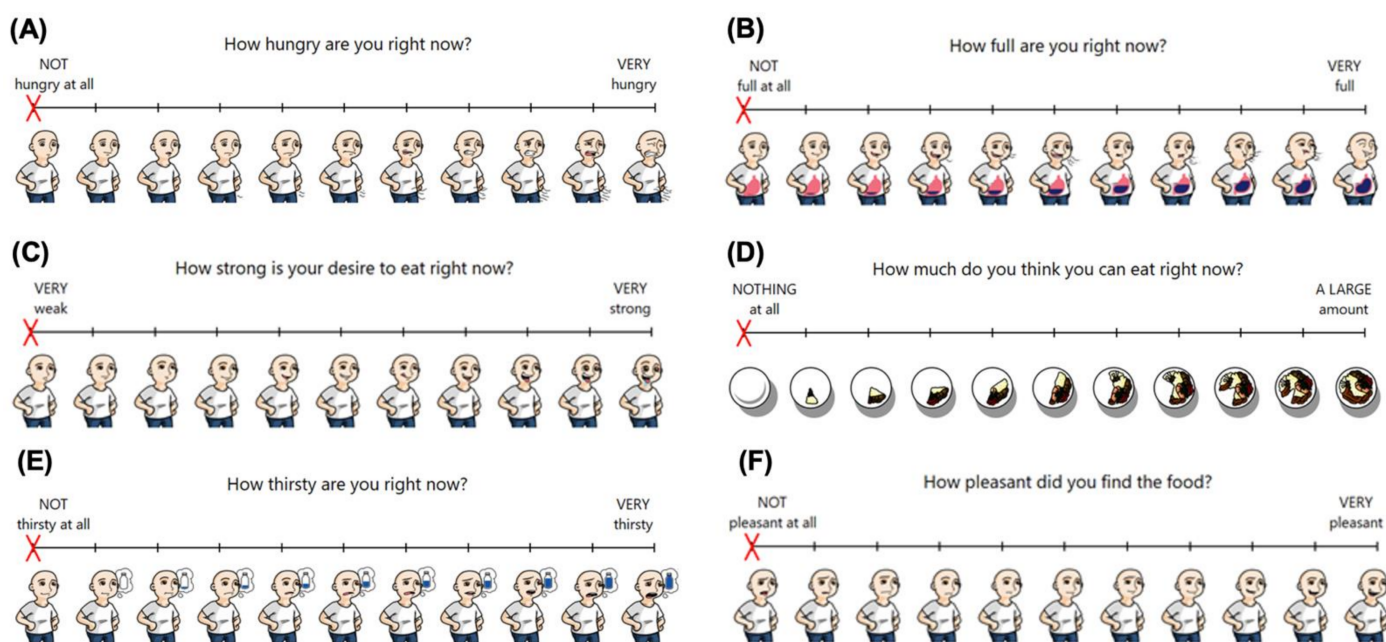 (A)
How hungry are you right now?
NOT
hungry at all
VERY
hungry
(B)
How full are you right now?
NOT
full at all
VERY
full
(C)
How strong is your desire to eat right now?
VERY
weak
VERY
strong
(D)
How much do you think you can eat right now?
NOTHING
at all
A LARGE
amount
(E)
How thirsty are you right now?
NOT
thirsty at all
VERY
thirsty
(F)
How pleasant did you find the food?
NOT
pleasant at all
VERY
pleasant